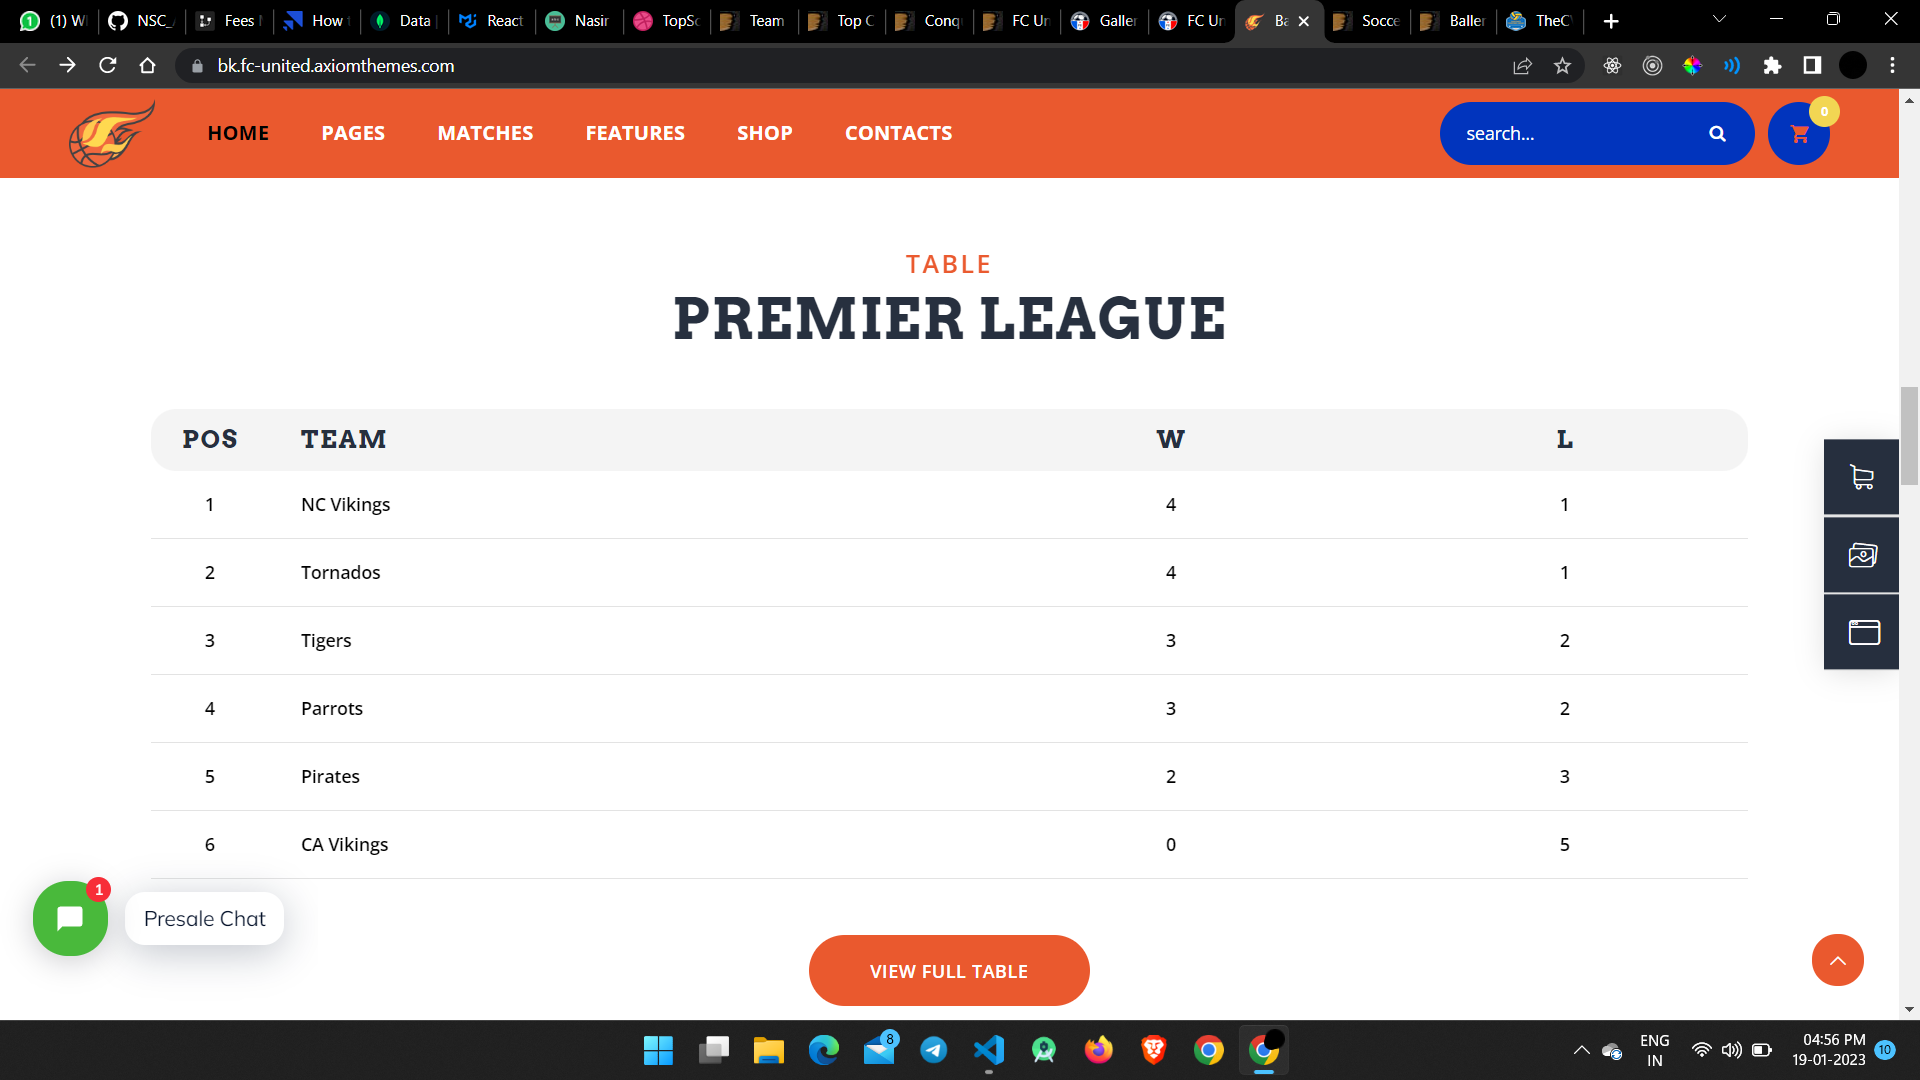 (1) W
NSC_
Fees
How
Data
React
Nasir
TopSc
Team
Top C
Conq
FC Un
Galler
FC Un
Ba
Socce
Baller
TheC
bk.fc-united.axiomthemes.com
HOME PAGES MATCHES FEATURES SHOP CONTACTS
search...
0
TABLE
PREMIER LEAGUE
POS TEAM W L
1 NC Vikings 4 1
2 Tornados 4 1
3 Tigers 3 2
4 Parrots 3 2
5 Pirates 2 3
6 CA Vikings 0 5
1
Presale Chat
VIEW FULL TABLE
8
ENG
IN
04:56 PM
19-01-2023
10